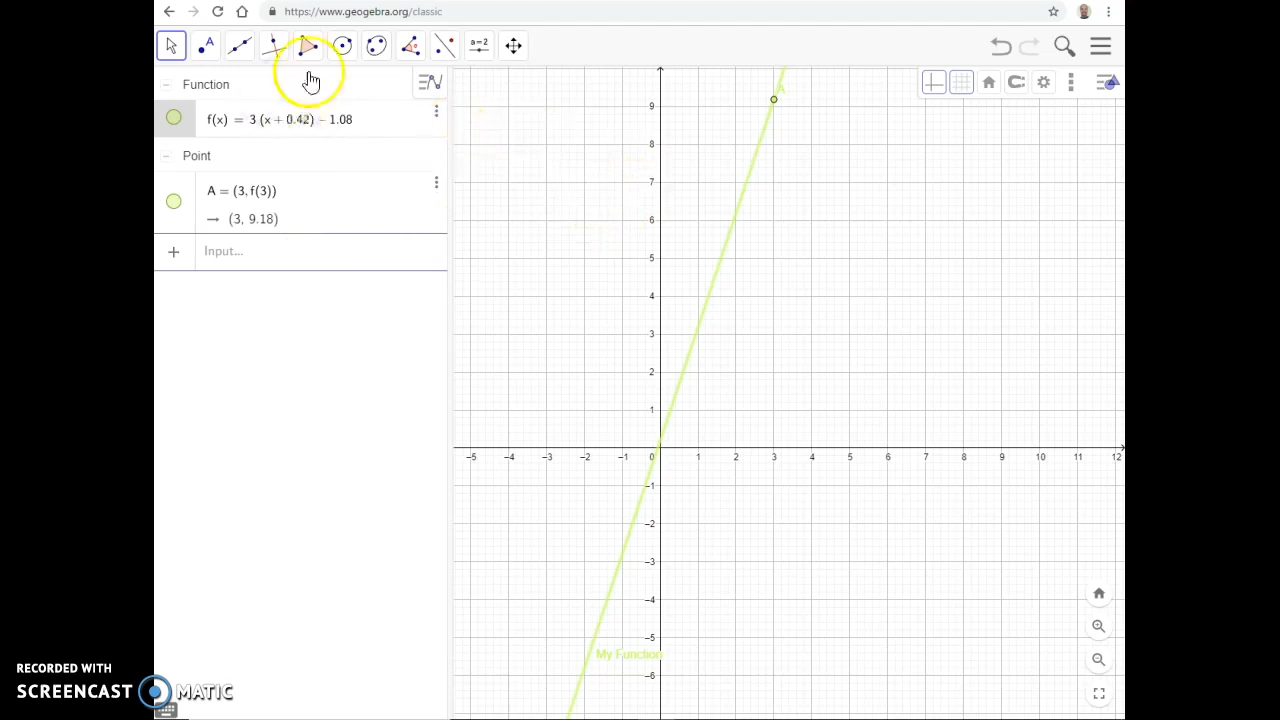 https://www.geogebra.org/classic
A
a=2
Function
f(x) = 3 (x + 0.42) − 1.08
Point
A = (3, f(3))
→ (3, 9.18)
+ Input...
A
9
8
7
6
5
4
3
2
1
−5 −4 −3 −2 −1 0 1 2 3 4 5 6 7 8 9 10 11 12
−1
−2
−3
−4
−5
My Function
−6
RECORDED WITH
SCREENCAST MATIC